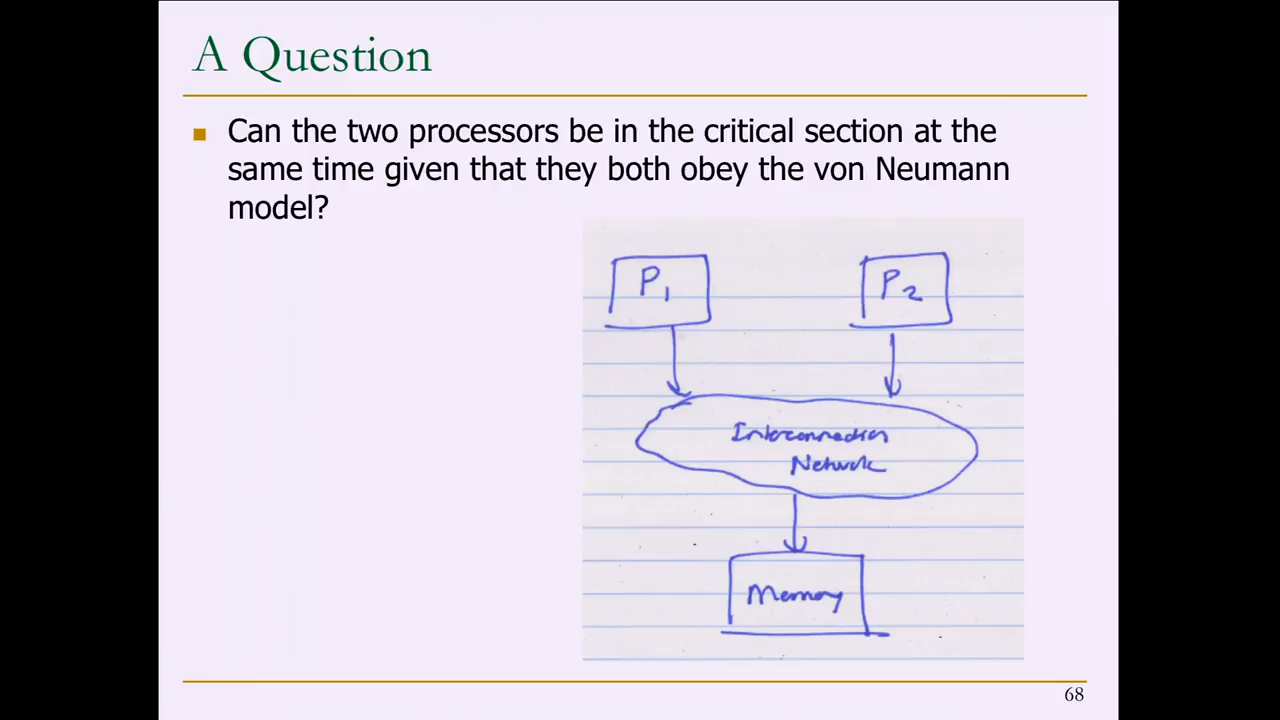 A Question
Can the two processors be in the critical section at the
same time given that they both obey the von Neumann
model?
P1
P2
Interconnection
Network
Memory
68